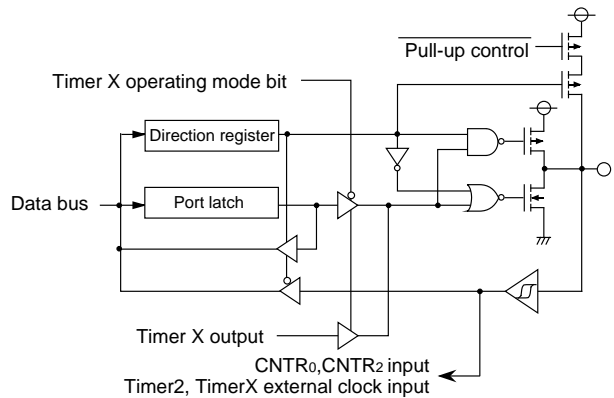 Pull-up control
Timer X operating mode bit
Direction register
Data bus
Port latch
Timer X output
CNTR0,CNTR2 input
Timer2, TimerX external clock input